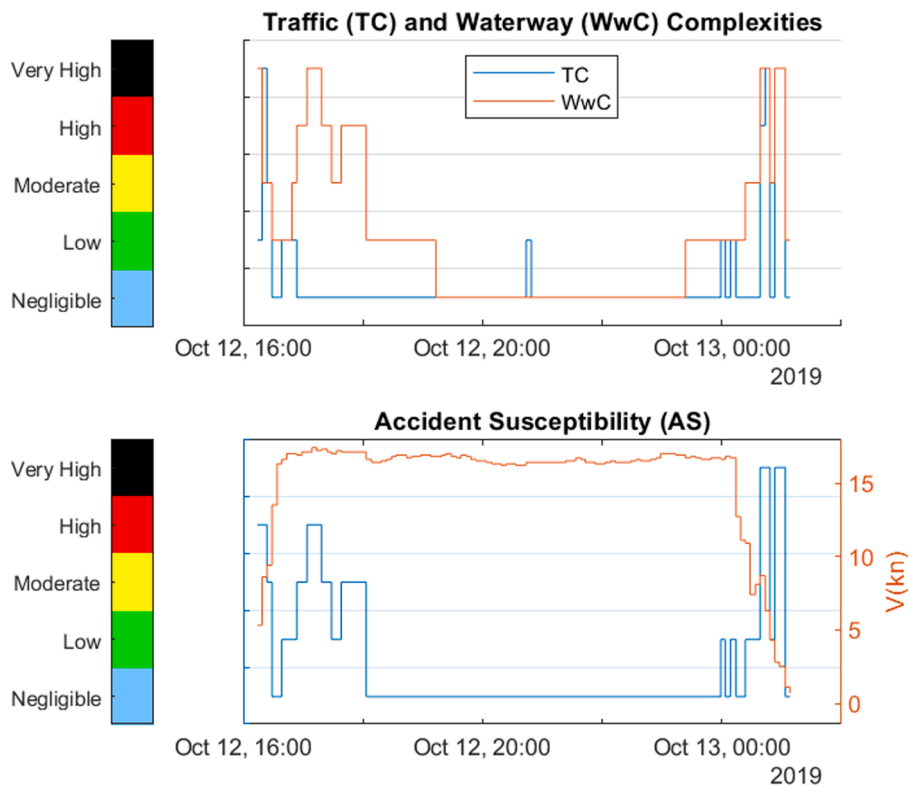 Traffic (TC) and Waterway (WwC) Complexities
Very High
High
Moderate
Low
Negligible
TC
WwC
Oct 12, 16:00
Oct 12, 20:00
Oct 13, 00:00
2019
Accident Susceptibility (AS)
Very High
High
Moderate
Low
Negligible
15
10
5
0
V(kn)
Oct 12, 16:00
Oct 12, 20:00
Oct 13, 00:00
2019